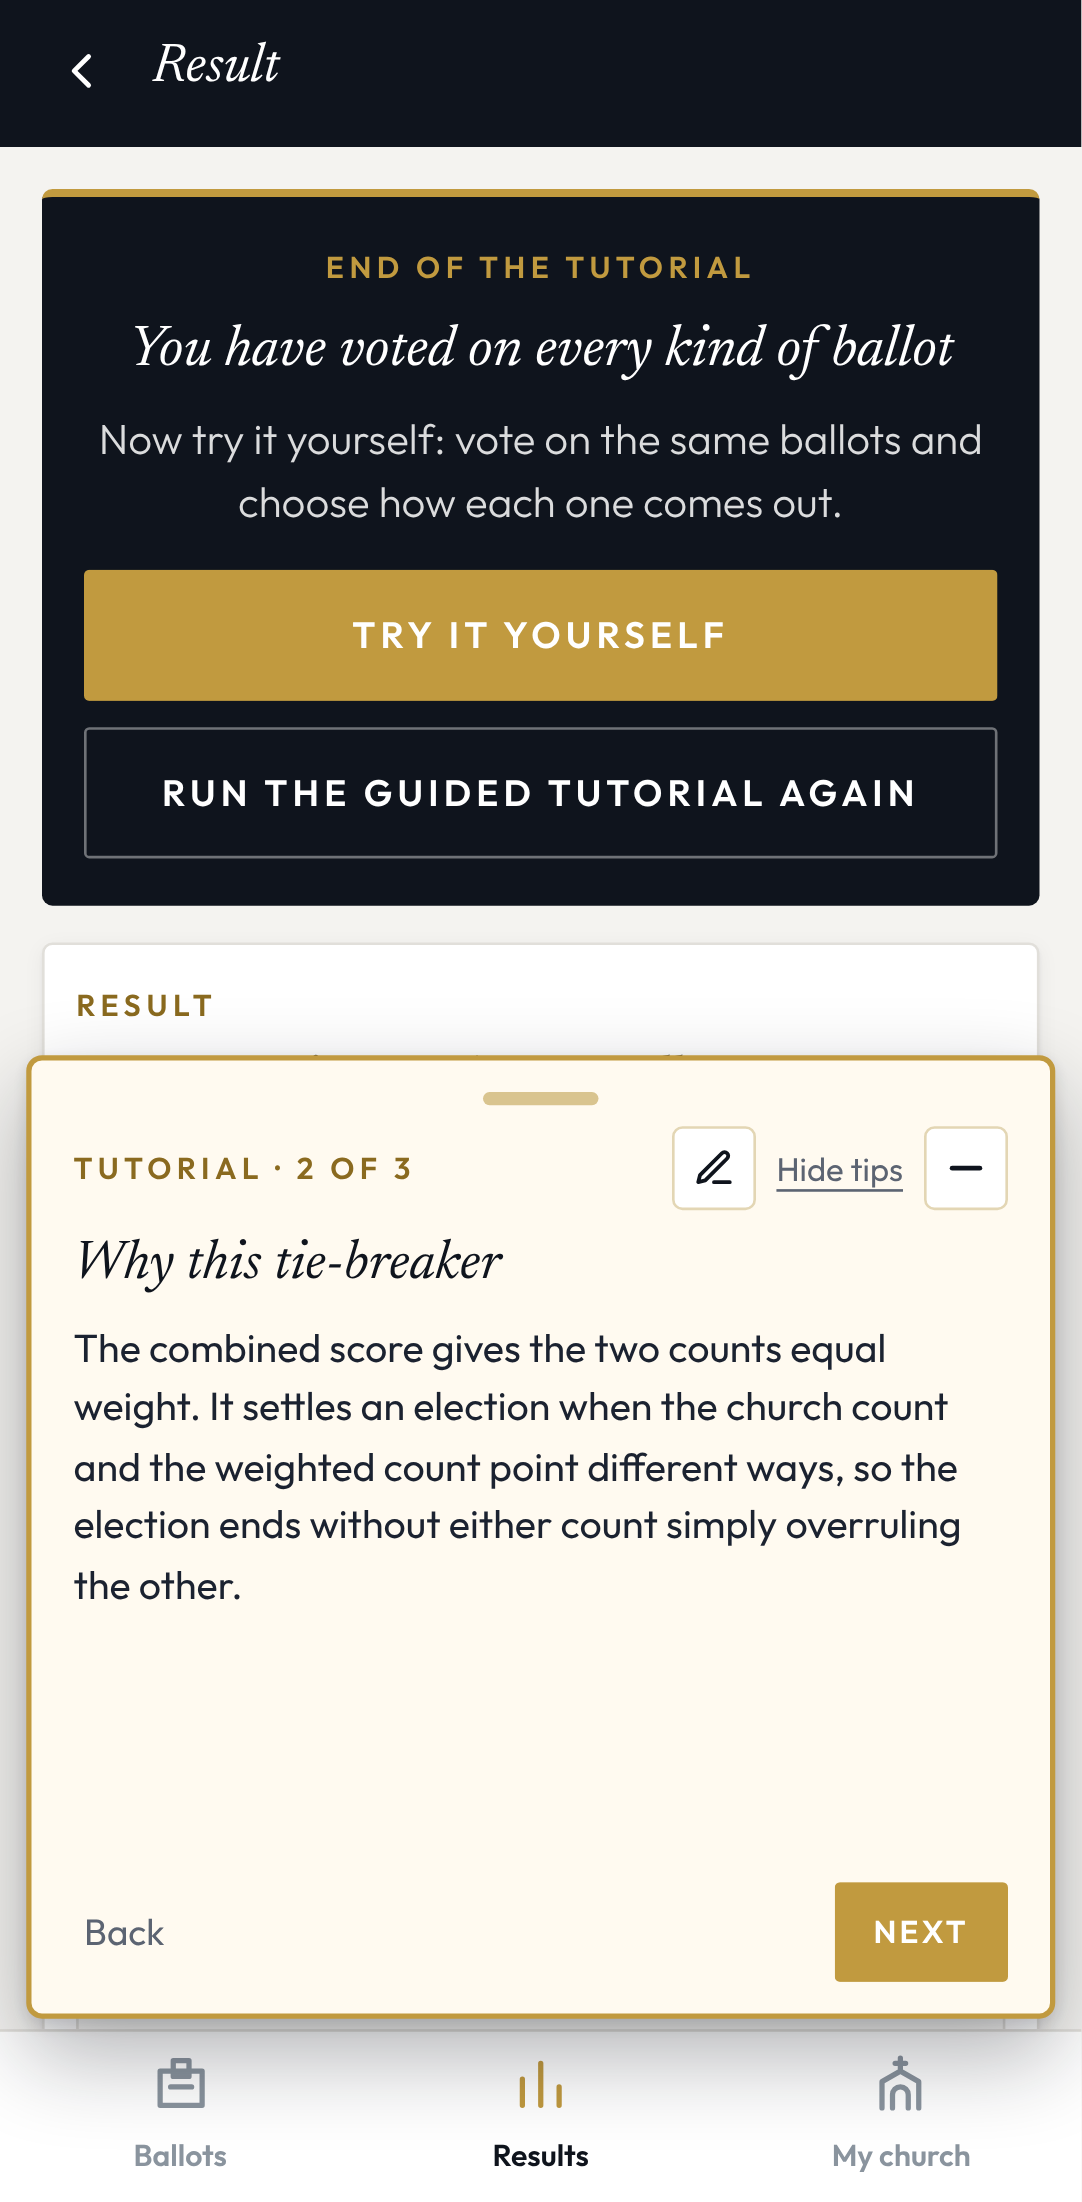 Result
END OF THE TUTORIAL
You have voted on every kind of ballot
Now try it yourself: vote on the same ballots and
choose how each one comes out.
TRY IT YOURSELF
RUN THE GUIDED TUTORIAL AGAIN
RESULT
TUTORIAL · 2 OF 3
Hide tips
Why this tie-breaker
The combined score gives the two counts equal
weight. It settles an election when the church count
and the weighted count point different ways, so the
election ends without either count simply overruling
the other.
Back
NEXT
Ballots
Results
My church